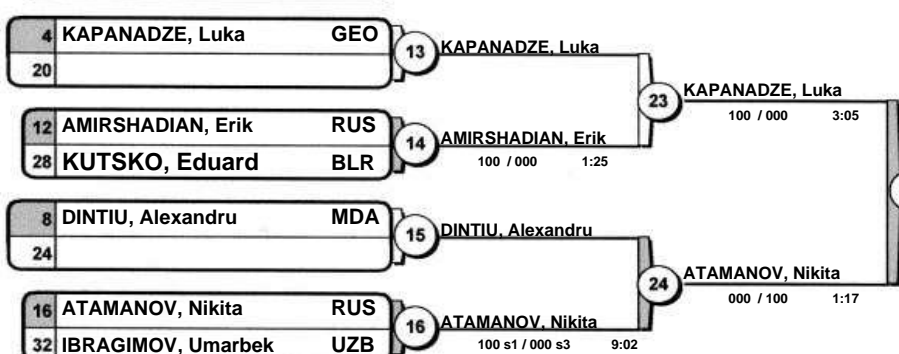 4 KAPANADZE, Luka GEO
20
13 KAPANADZE, Luka
12 AMIRSHADIAN, Erik RUS
28 KUTSKO, Eduard BLR
14 AMIRSHADIAN, Erik
100 / 000 1:25
23 KAPANADZE, Luka
100 / 000 3:05
8 DINTIU, Alexandru MDA
24
15 DINTIU, Alexandru
16 ATAMANOV, Nikita RUS
32 IBRAGIMOV, Umarbek UZB
16 ATAMANOV, Nikita
100 s1 / 000 s3 9:02
24 ATAMANOV, Nikita
000 / 100 1:17